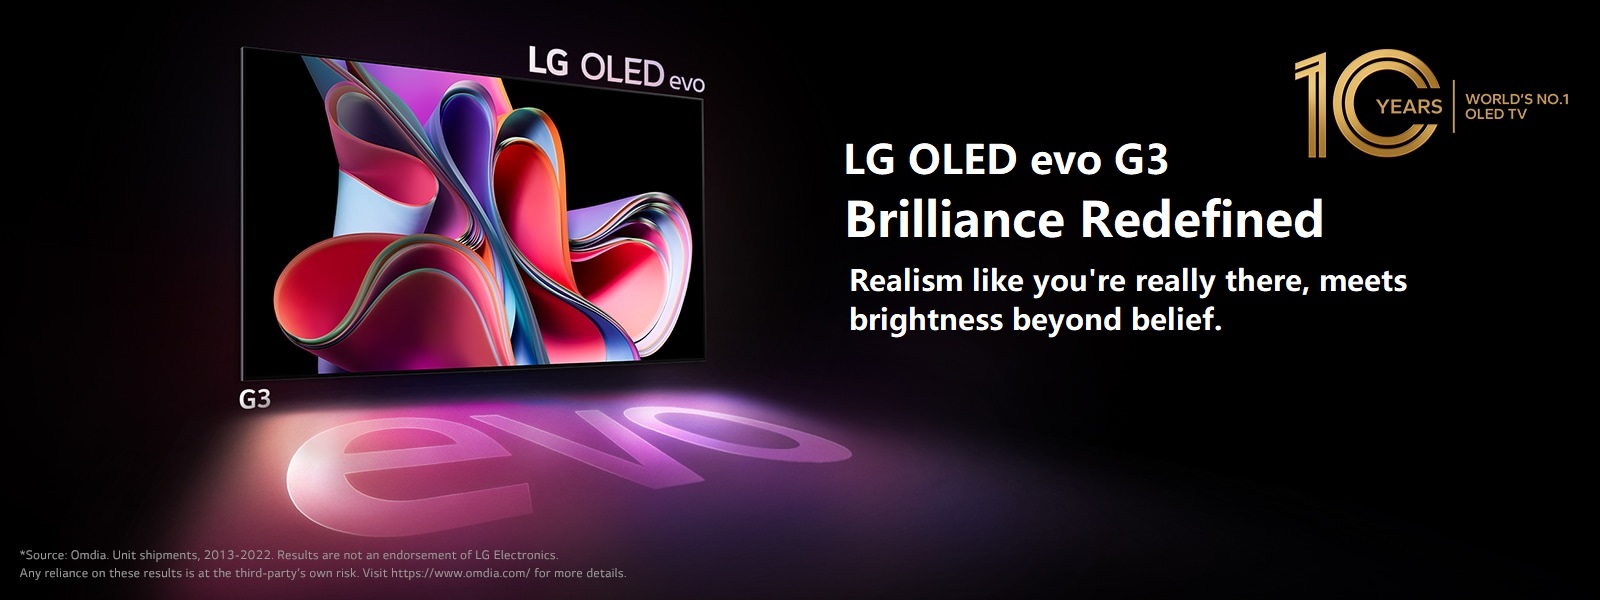 LG OLED evo
G3
evo
LG OLED evo G3
Brilliance Redefined
Realism like you're really there, meets
brightness beyond belief.
10 YEARS
WORLD'S NO.1
OLED TV
*Source: Omdia. Unit shipments, 2013-2022. Results are not an endorsement of LG Electronics.
Any reliance on these results is at the third-party's own risk. Visit https://www.omdia.com/ for more details.